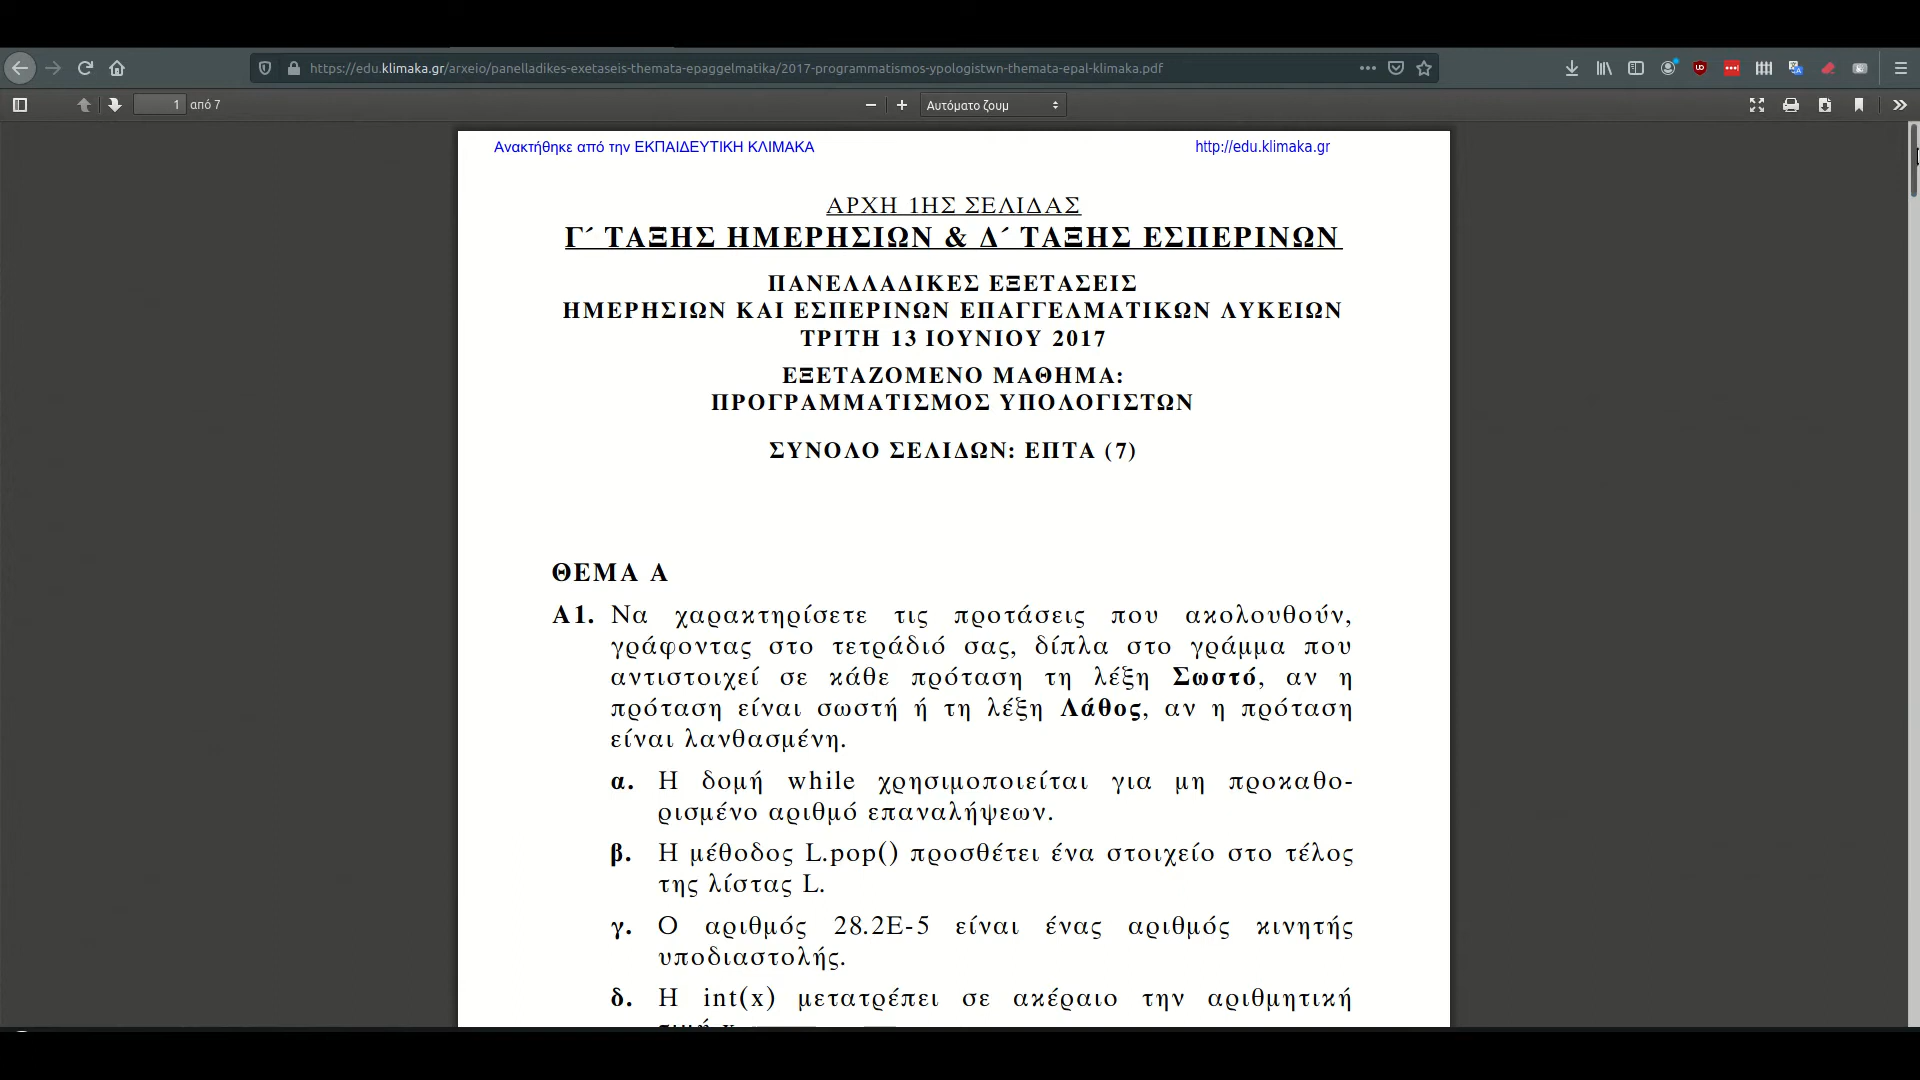 https://edu.klimaka.gr/arxeio/panelladikes-exetaseis-themata-epaggelmatika/2017-programmatismos-ypologistwn-themata-epal-klimaka.pdf
1 από 7
Αυτόματο ζουμ
Ανακτήθηκε από την ΕΚΠΑΙΔΕΥΤΙΚΗ ΚΛΙΜΑΚΑ http://edu.klimaka.gr
ΑΡΧΗ 1ΗΣ ΣΕΛΙΔΑΣ
Γ΄ ΤΑΞΗΣ ΗΜΕΡΗΣΙΩΝ & Δ΄ ΤΑΞΗΣ ΕΣΠΕΡΙΝΩΝ
ΠΑΝΕΛΛΑΔΙΚΕΣ ΕΞΕΤΑΣΕΙΣ
ΗΜΕΡΗΣΙΩΝ ΚΑΙ ΕΣΠΕΡΙΝΩΝ ΕΠΑΓΓΕΛΜΑΤΙΚΩΝ ΛΥΚΕΙΩΝ
ΤΡΙΤΗ 13 ΙΟΥΝΙΟΥ 2017
ΕΞΕΤΑΖΟΜΕΝΟ ΜΑΘΗΜΑ:
ΠΡΟΓΡΑΜΜΑΤΙΣΜΟΣ ΥΠΟΛΟΓΙΣΤΩΝ
ΣΥΝΟΛΟ ΣΕΛΙΔΩΝ: ΕΠΤΑ (7)
ΘΕΜΑ Α
Α1. Να χαρακτηρίσετε τις προτάσεις που ακολουθούν,
γράφοντας στο τετράδιό σας, δίπλα στο γράμμα που
αντιστοιχεί σε κάθε πρόταση τη λέξη Σωστό, αν η
πρόταση είναι σωστή ή τη λέξη Λάθος, αν η πρόταση
είναι λανθασμένη.
α. Η δομή while χρησιμοποιείται για μη προκαθο-
ρισμένο αριθμό επαναλήψεων.
β. Η μέθοδος L.pop() προσθέτει ένα στοιχείο στο τέλος
της λίστας L.
γ. Ο αριθμός 28.2E-5 είναι ένας αριθμός κινητής
υποδιαστολής.
δ. Η int(x) μετατρέπει σε ακέραιο την αριθμητική